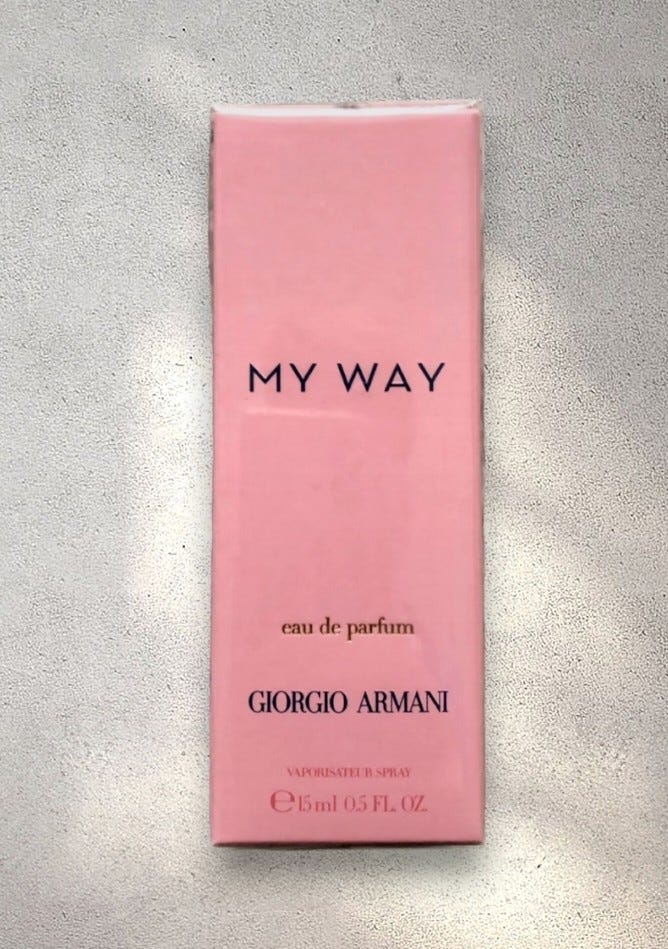 MY WAY
eau de parfum
GIORGIO ARMANI
VAPORISATEUR SPRAY
℮15 ml 0.5 FL. OZ.